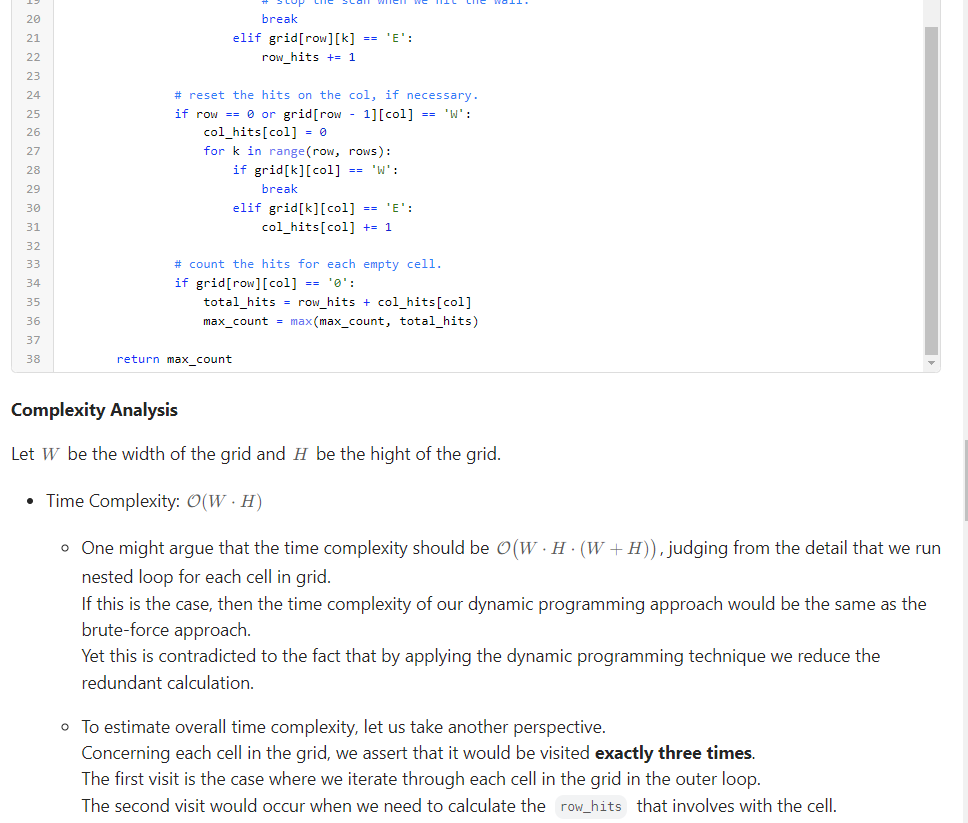 19 # stop the scan when we hit the wall.
20 break
21 elif grid[row][k] == 'E':
22 row_hits += 1
23
24 # reset the hits on the col, if necessary.
25 if row == 0 or grid[row - 1][col] == 'W':
26 col_hits[col] = 0
27 for k in range(row, rows):
28 if grid[k][col] == 'W':
29 break
30 elif grid[k][col] == 'E':
31 col_hits[col] += 1
32
33 # count the hits for each empty cell.
34 if grid[row][col] == '0':
35 total_hits = row_hits + col_hits[col]
36 max_count = max(max_count, total_hits)
37
38 return max_count
Complexity Analysis
Let W be the width of the grid and H be the hight of the grid.
• Time Complexity: O(W · H)
◦ One might argue that the time complexity should be O(W · H · (W + H)), judging from the detail that we run
nested loop for each cell in grid.
If this is the case, then the time complexity of our dynamic programming approach would be the same as the
brute-force approach.
Yet this is contradicted to the fact that by applying the dynamic programming technique we reduce the
redundant calculation.
◦ To estimate overall time complexity, let us take another perspective.
Concerning each cell in the grid, we assert that it would be visited exactly three times.
The first visit is the case where we iterate through each cell in the grid in the outer loop.
The second visit would occur when we need to calculate the row_hits that involves with the cell.